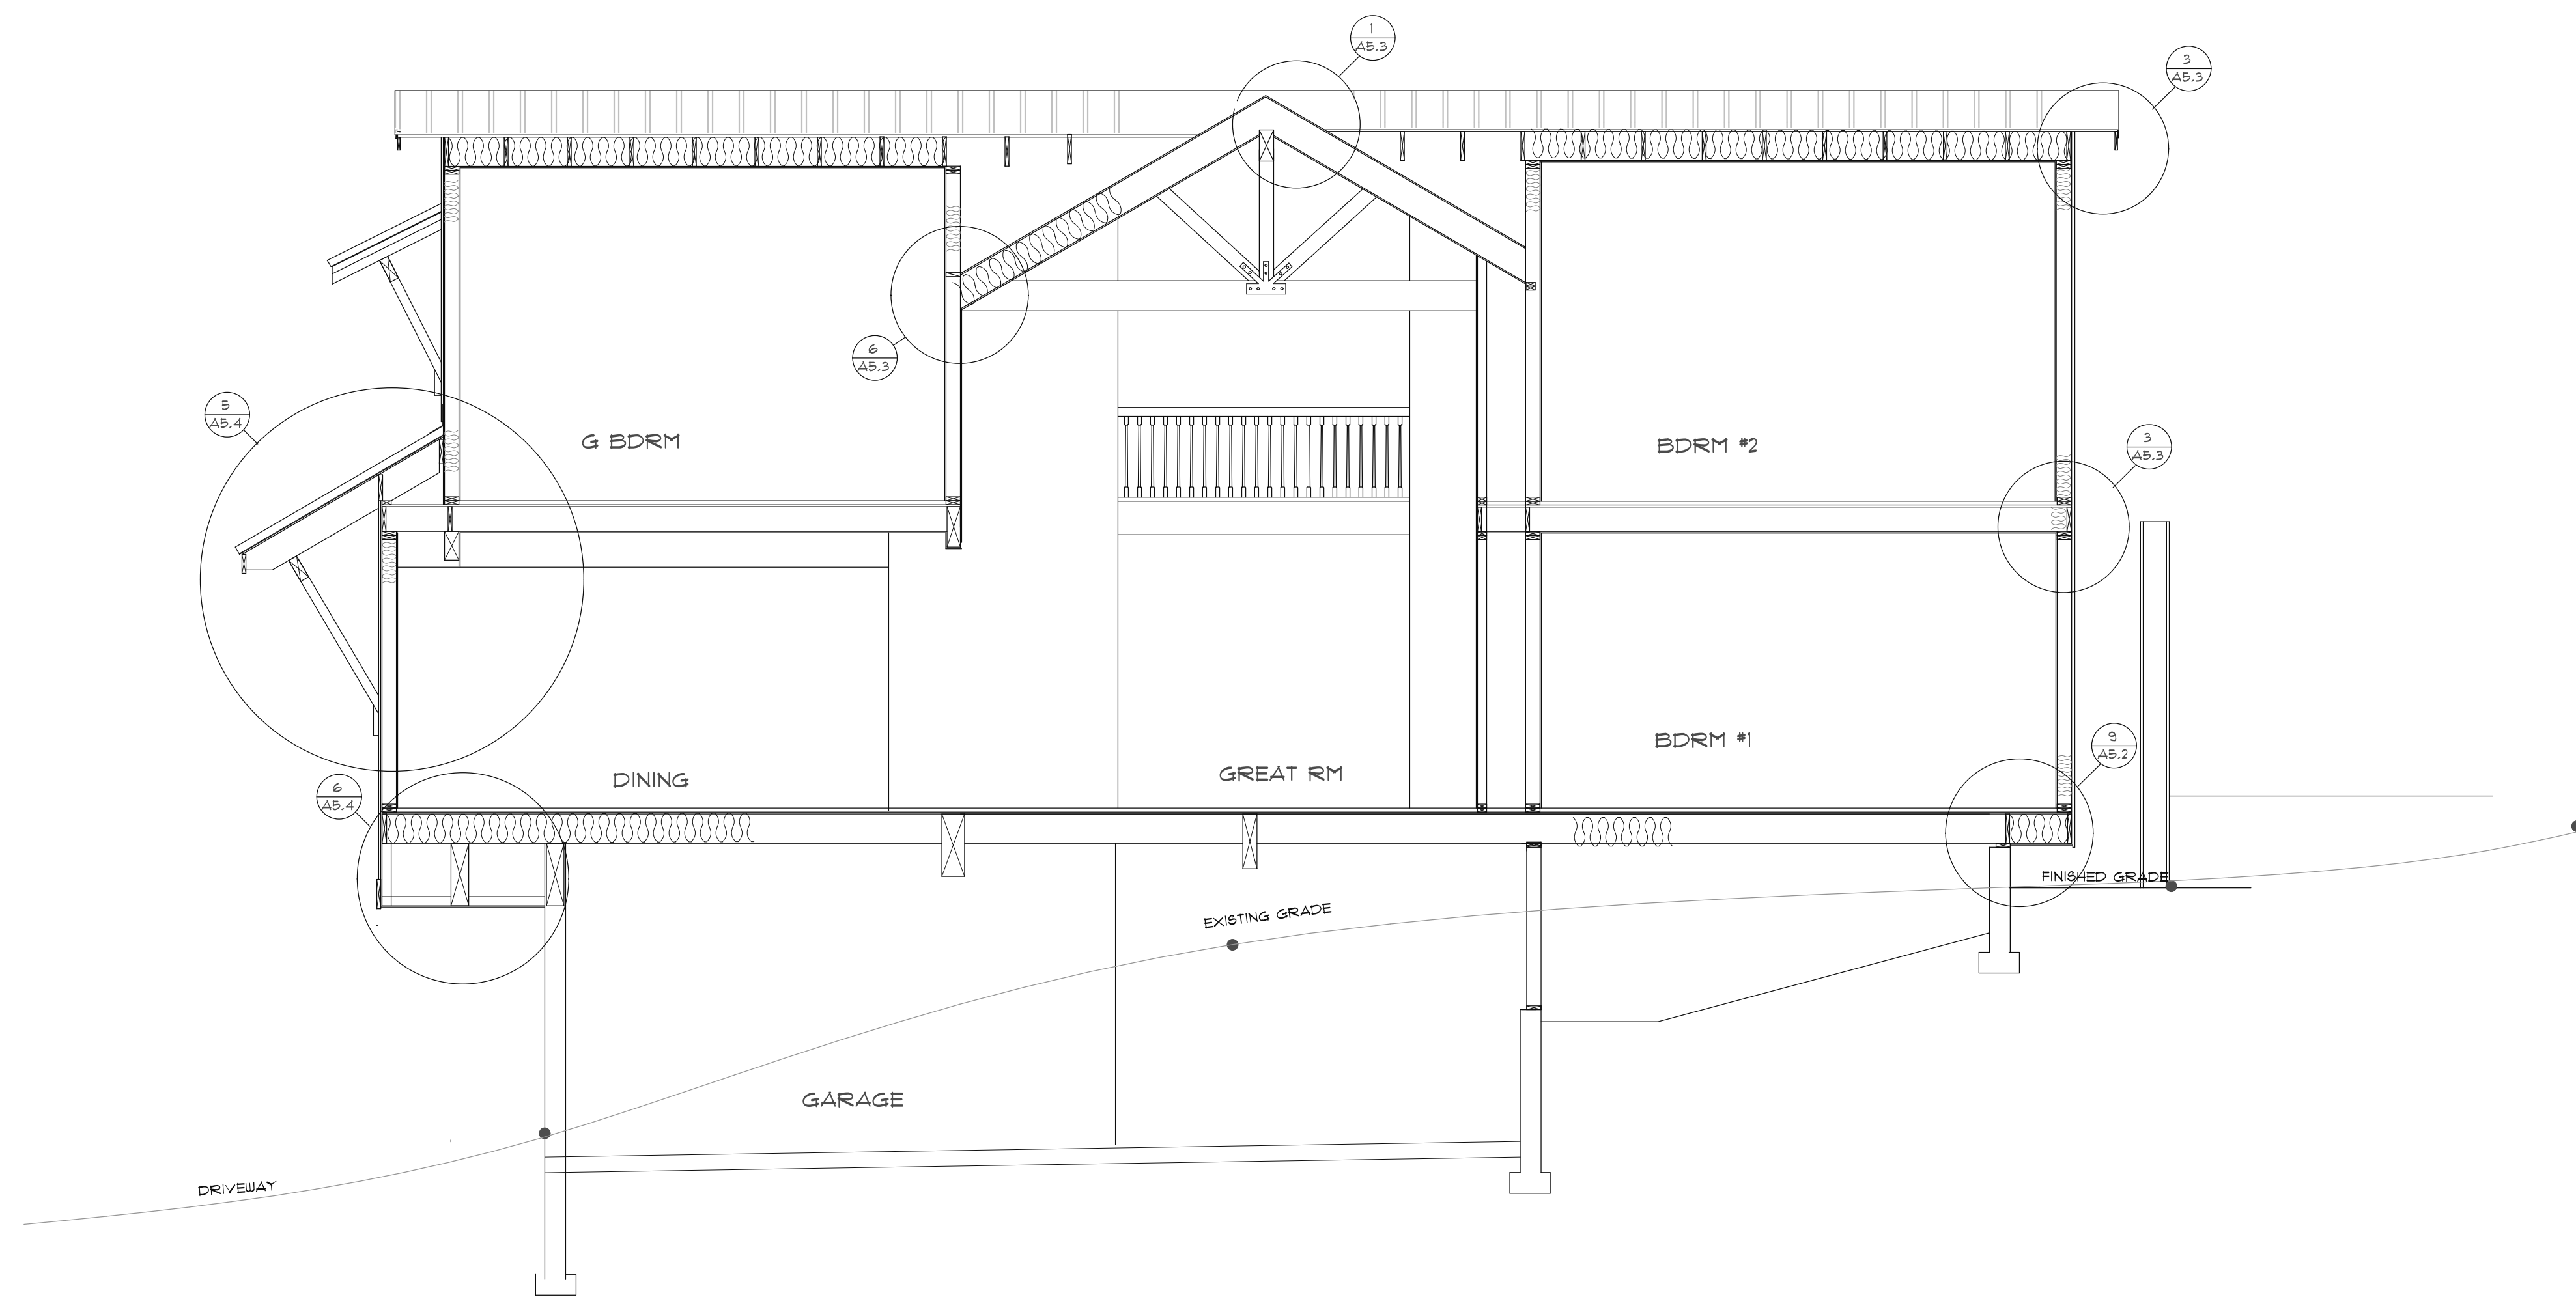 1
A5.3
3
A5.3
6
A5.3
5
A5.4
G BDRM
BDRM #2
3
A5.3
BDRM #1
9
A5.2
DINING
GREAT RM
6
A5.4
FINISHED GRADE
EXISTING GRADE
GARAGE
DRIVEWAY